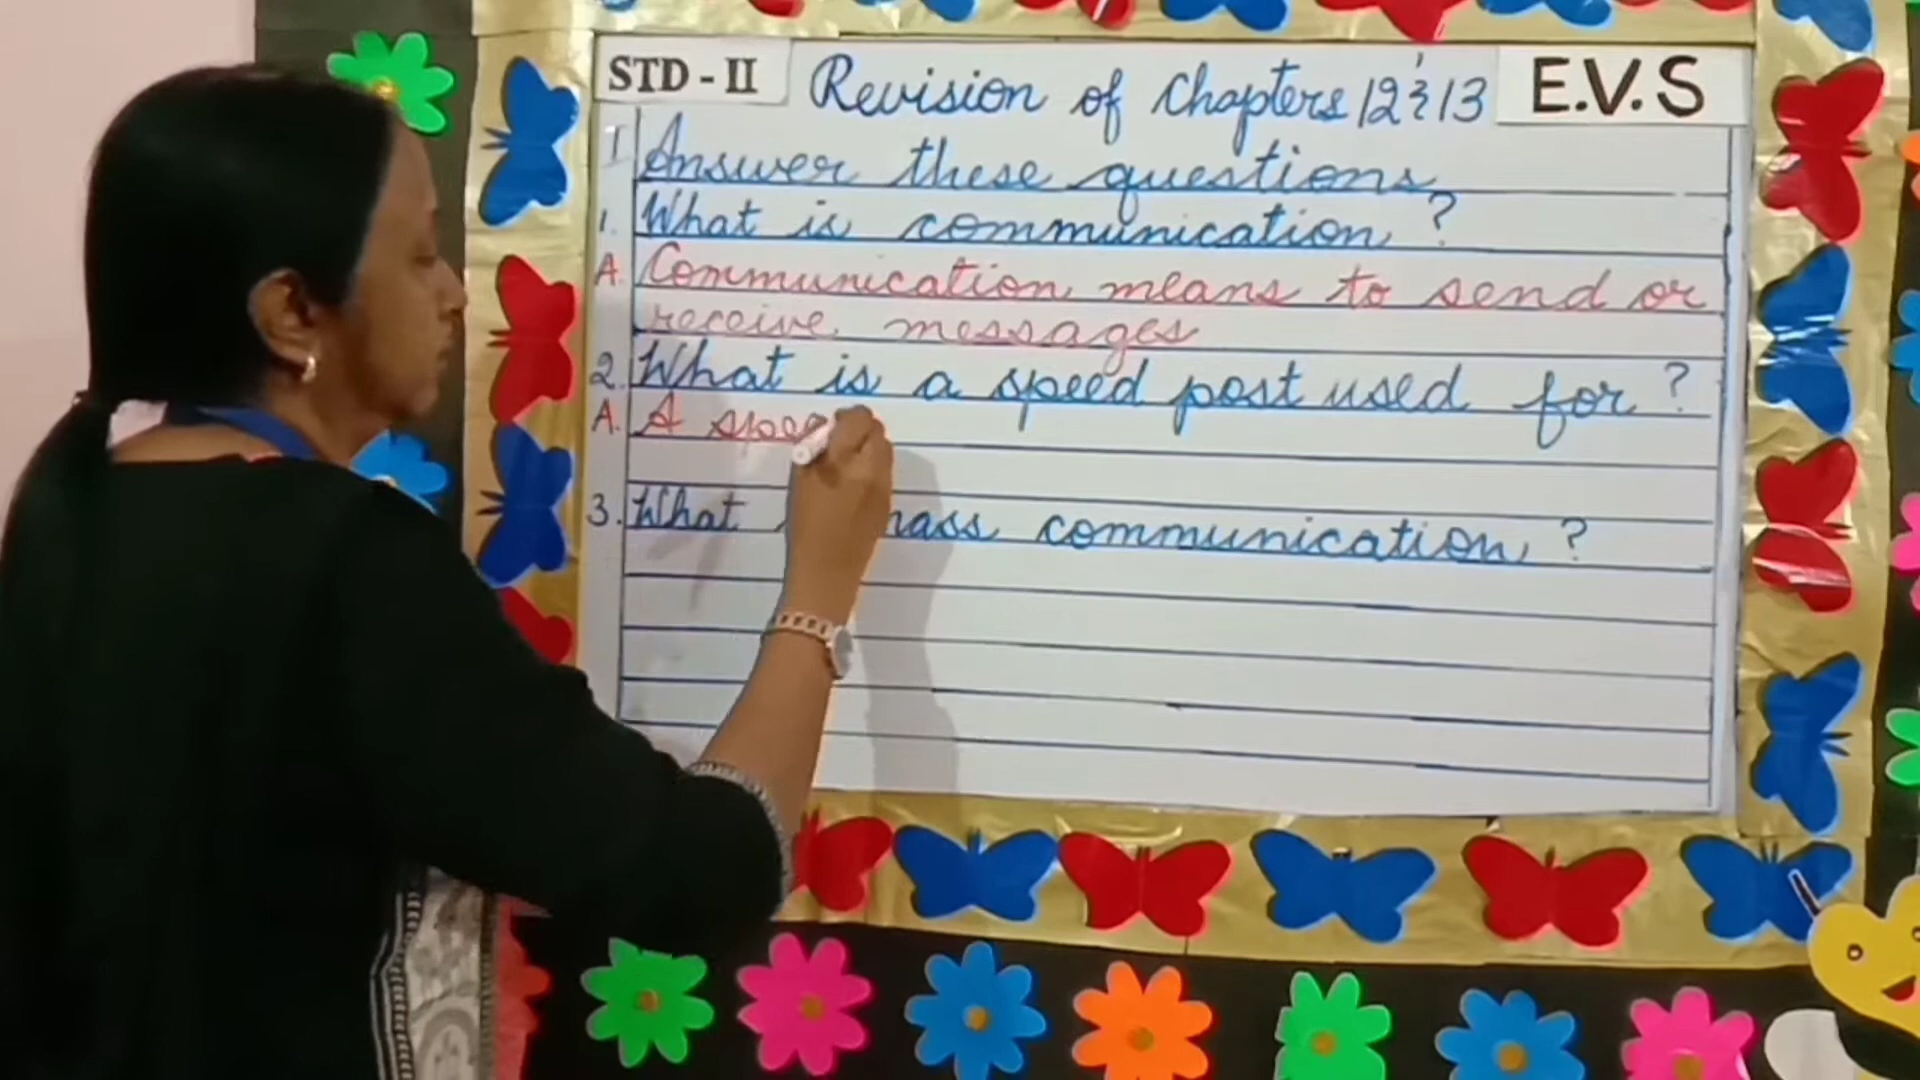 STD - II Revision of Chapters 12 & 13 E.V.S
I Answer these questions
1. What is communication ?
A. Communication means to send or
receive messages
2. What is a speed post used for ?
A. A spee
3. What mass communication ?